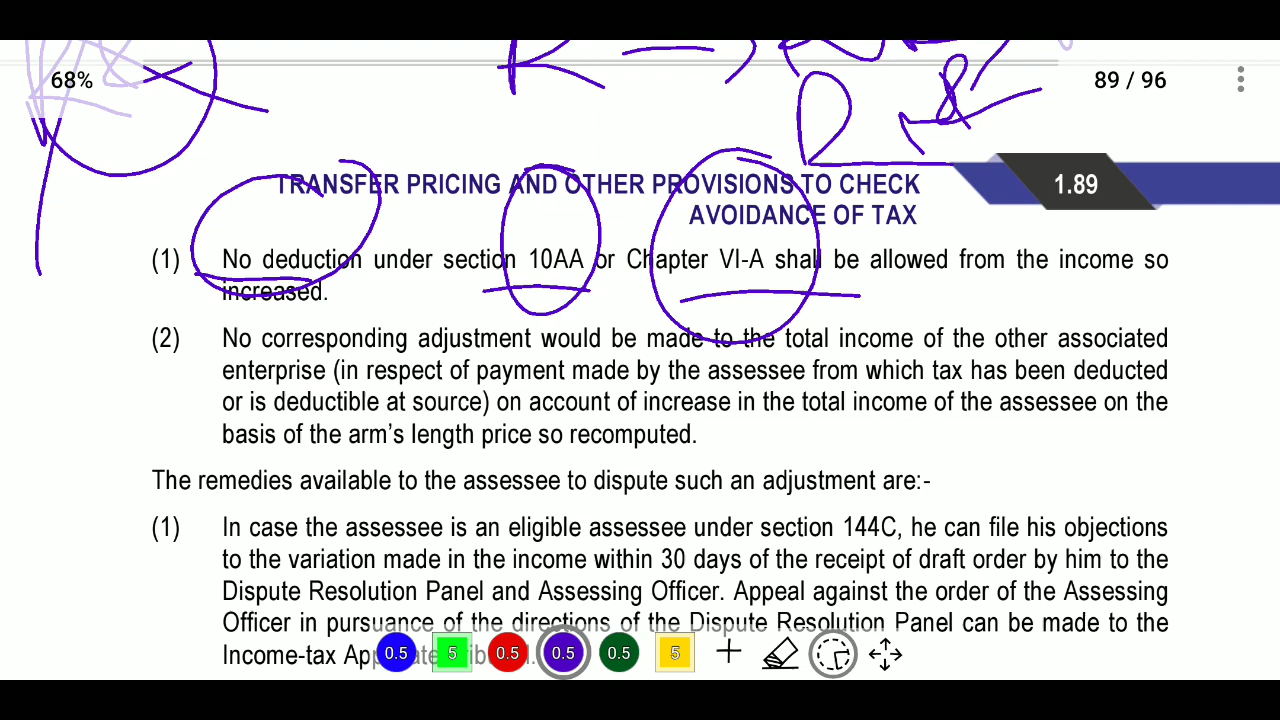 68%
89 / 96
TRANSFER PRICING AND OTHER PROVISIONS TO CHECK
AVOIDANCE OF TAX
1.89
(1) No deduction under section 10AA or Chapter VI-A shall be allowed from the income so
increased.
(2) No corresponding adjustment would be made to the total income of the other associated
enterprise (in respect of payment made by the assessee from which tax has been deducted
or is deductible at source) on account of increase in the total income of the assessee on the
basis of the arm's length price so recomputed.
The remedies available to the assessee to dispute such an adjustment are:-
(1) In case the assessee is an eligible assessee under section 144C, he can file his objections
to the variation made in the income within 30 days of the receipt of draft order by him to the
Dispute Resolution Panel and Assessing Officer. Appeal against the order of the Assessing
Officer in pursuance of the directions of the Dispute Resolution Panel can be made to the
Income-tax
0.5 5 0.5 0.5 0.5 5